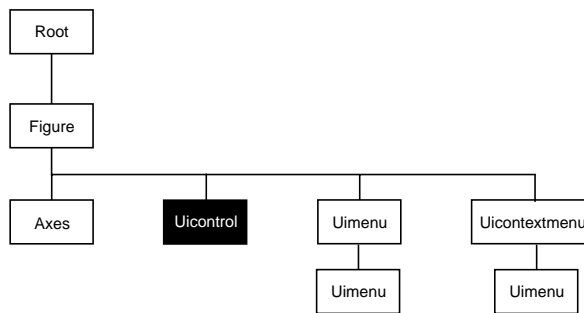 Root
Figure
Axes
Uicontrol
Uimenu
Uicontextmenu
Uimenu
Uimenu